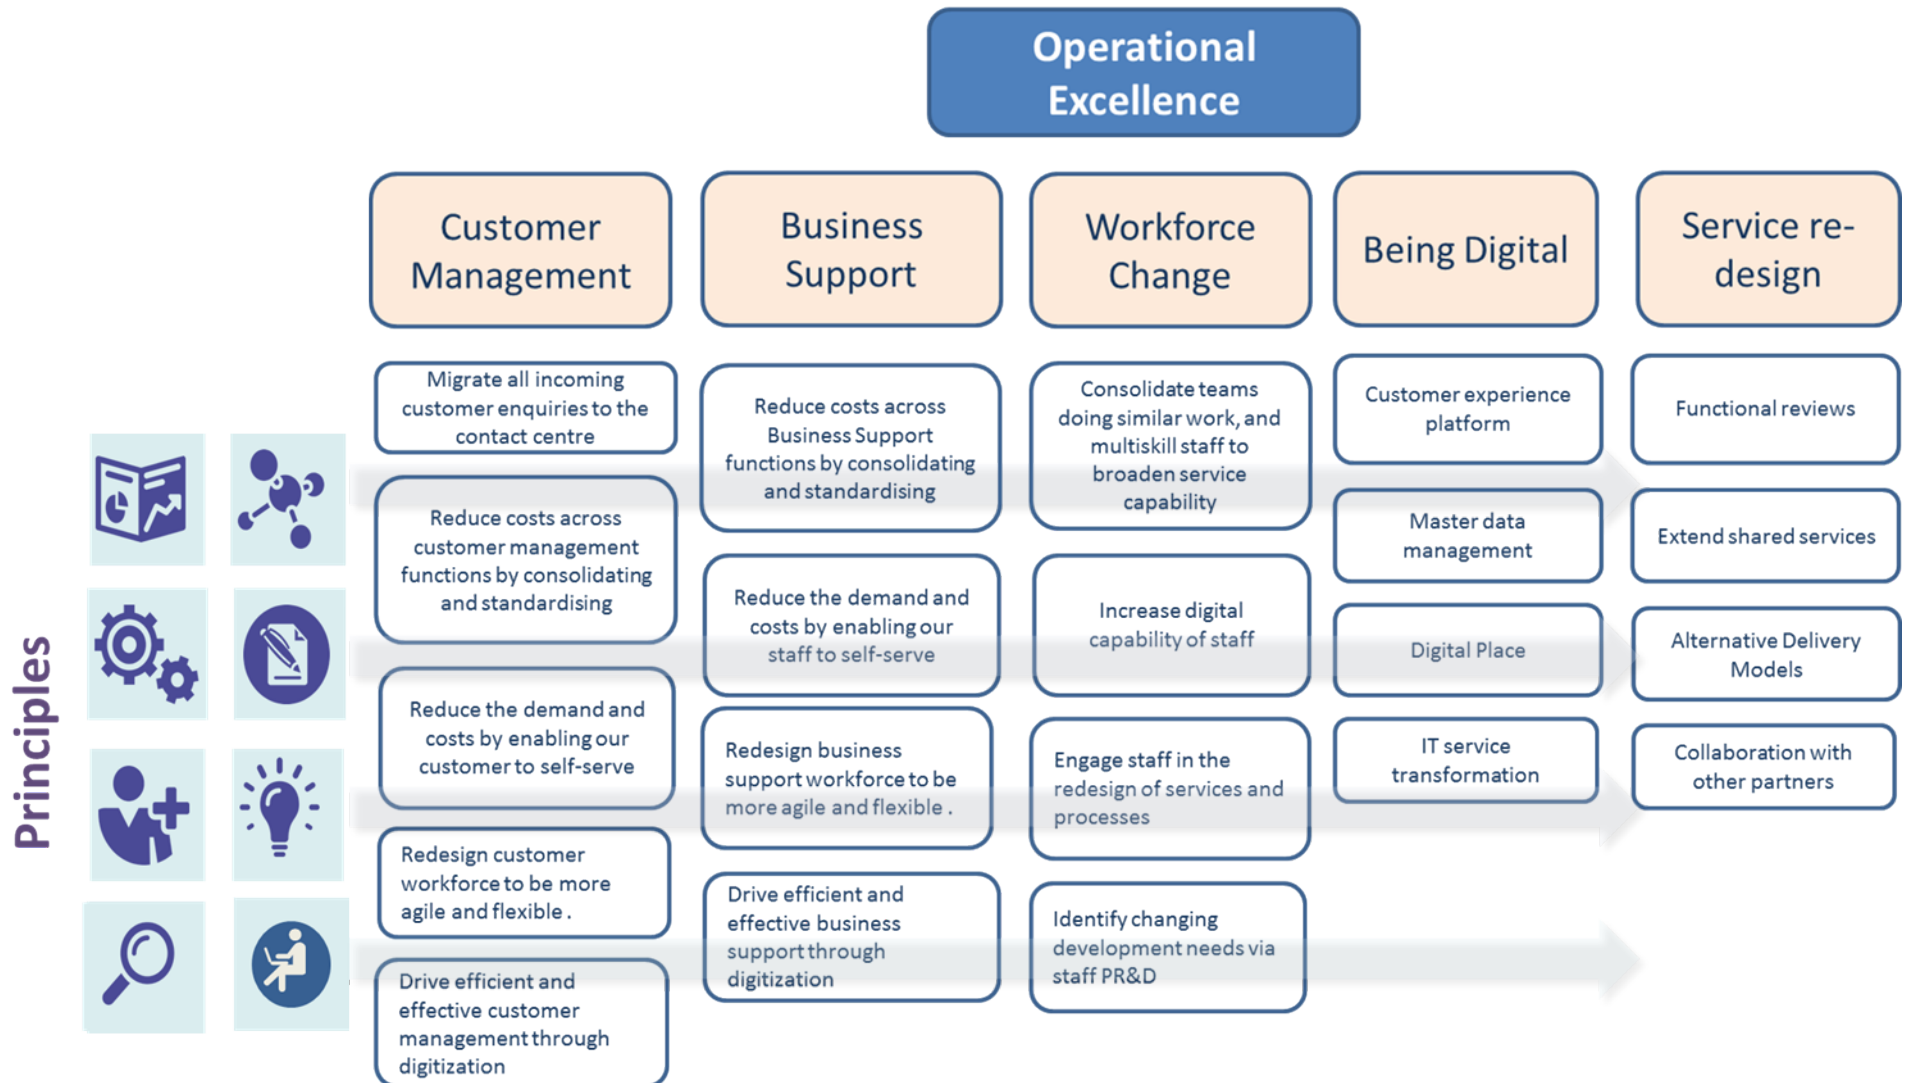 Operational
Excellence
Customer
Management
Business
Support
Workforce
Change
Being Digital
Service re-
design
Migrate all incoming
customer enquiries to the
contact centre
Reduce costs across
customer management
functions by consolidating
and standardising
Reduce the demand and
costs by enabling our
customer to self-serve
Redesign customer
workforce to be more
agile and flexible .
Drive efficient and
effective customer
management through
digitization
Reduce costs across
Business Support
functions by consolidating
and standardising
Reduce the demand and
costs by enabling our
staff to self-serve
Redesign business
support workforce to be
more agile and flexible .
Drive efficient and
effective business
support through
digitization
Consolidate teams
doing similar work, and
multiskill staff to
broaden service
capability
Increase digital
capability of staff
Engage staff in the
redesign of services and
processes
Identify changing
development needs via
staff PR&D
Customer experience
platform
Master data
management
Digital Place
IT service
transformation
Functional reviews
Extend shared services
Alternative Delivery
Models
Collaboration with
other partners
Principles